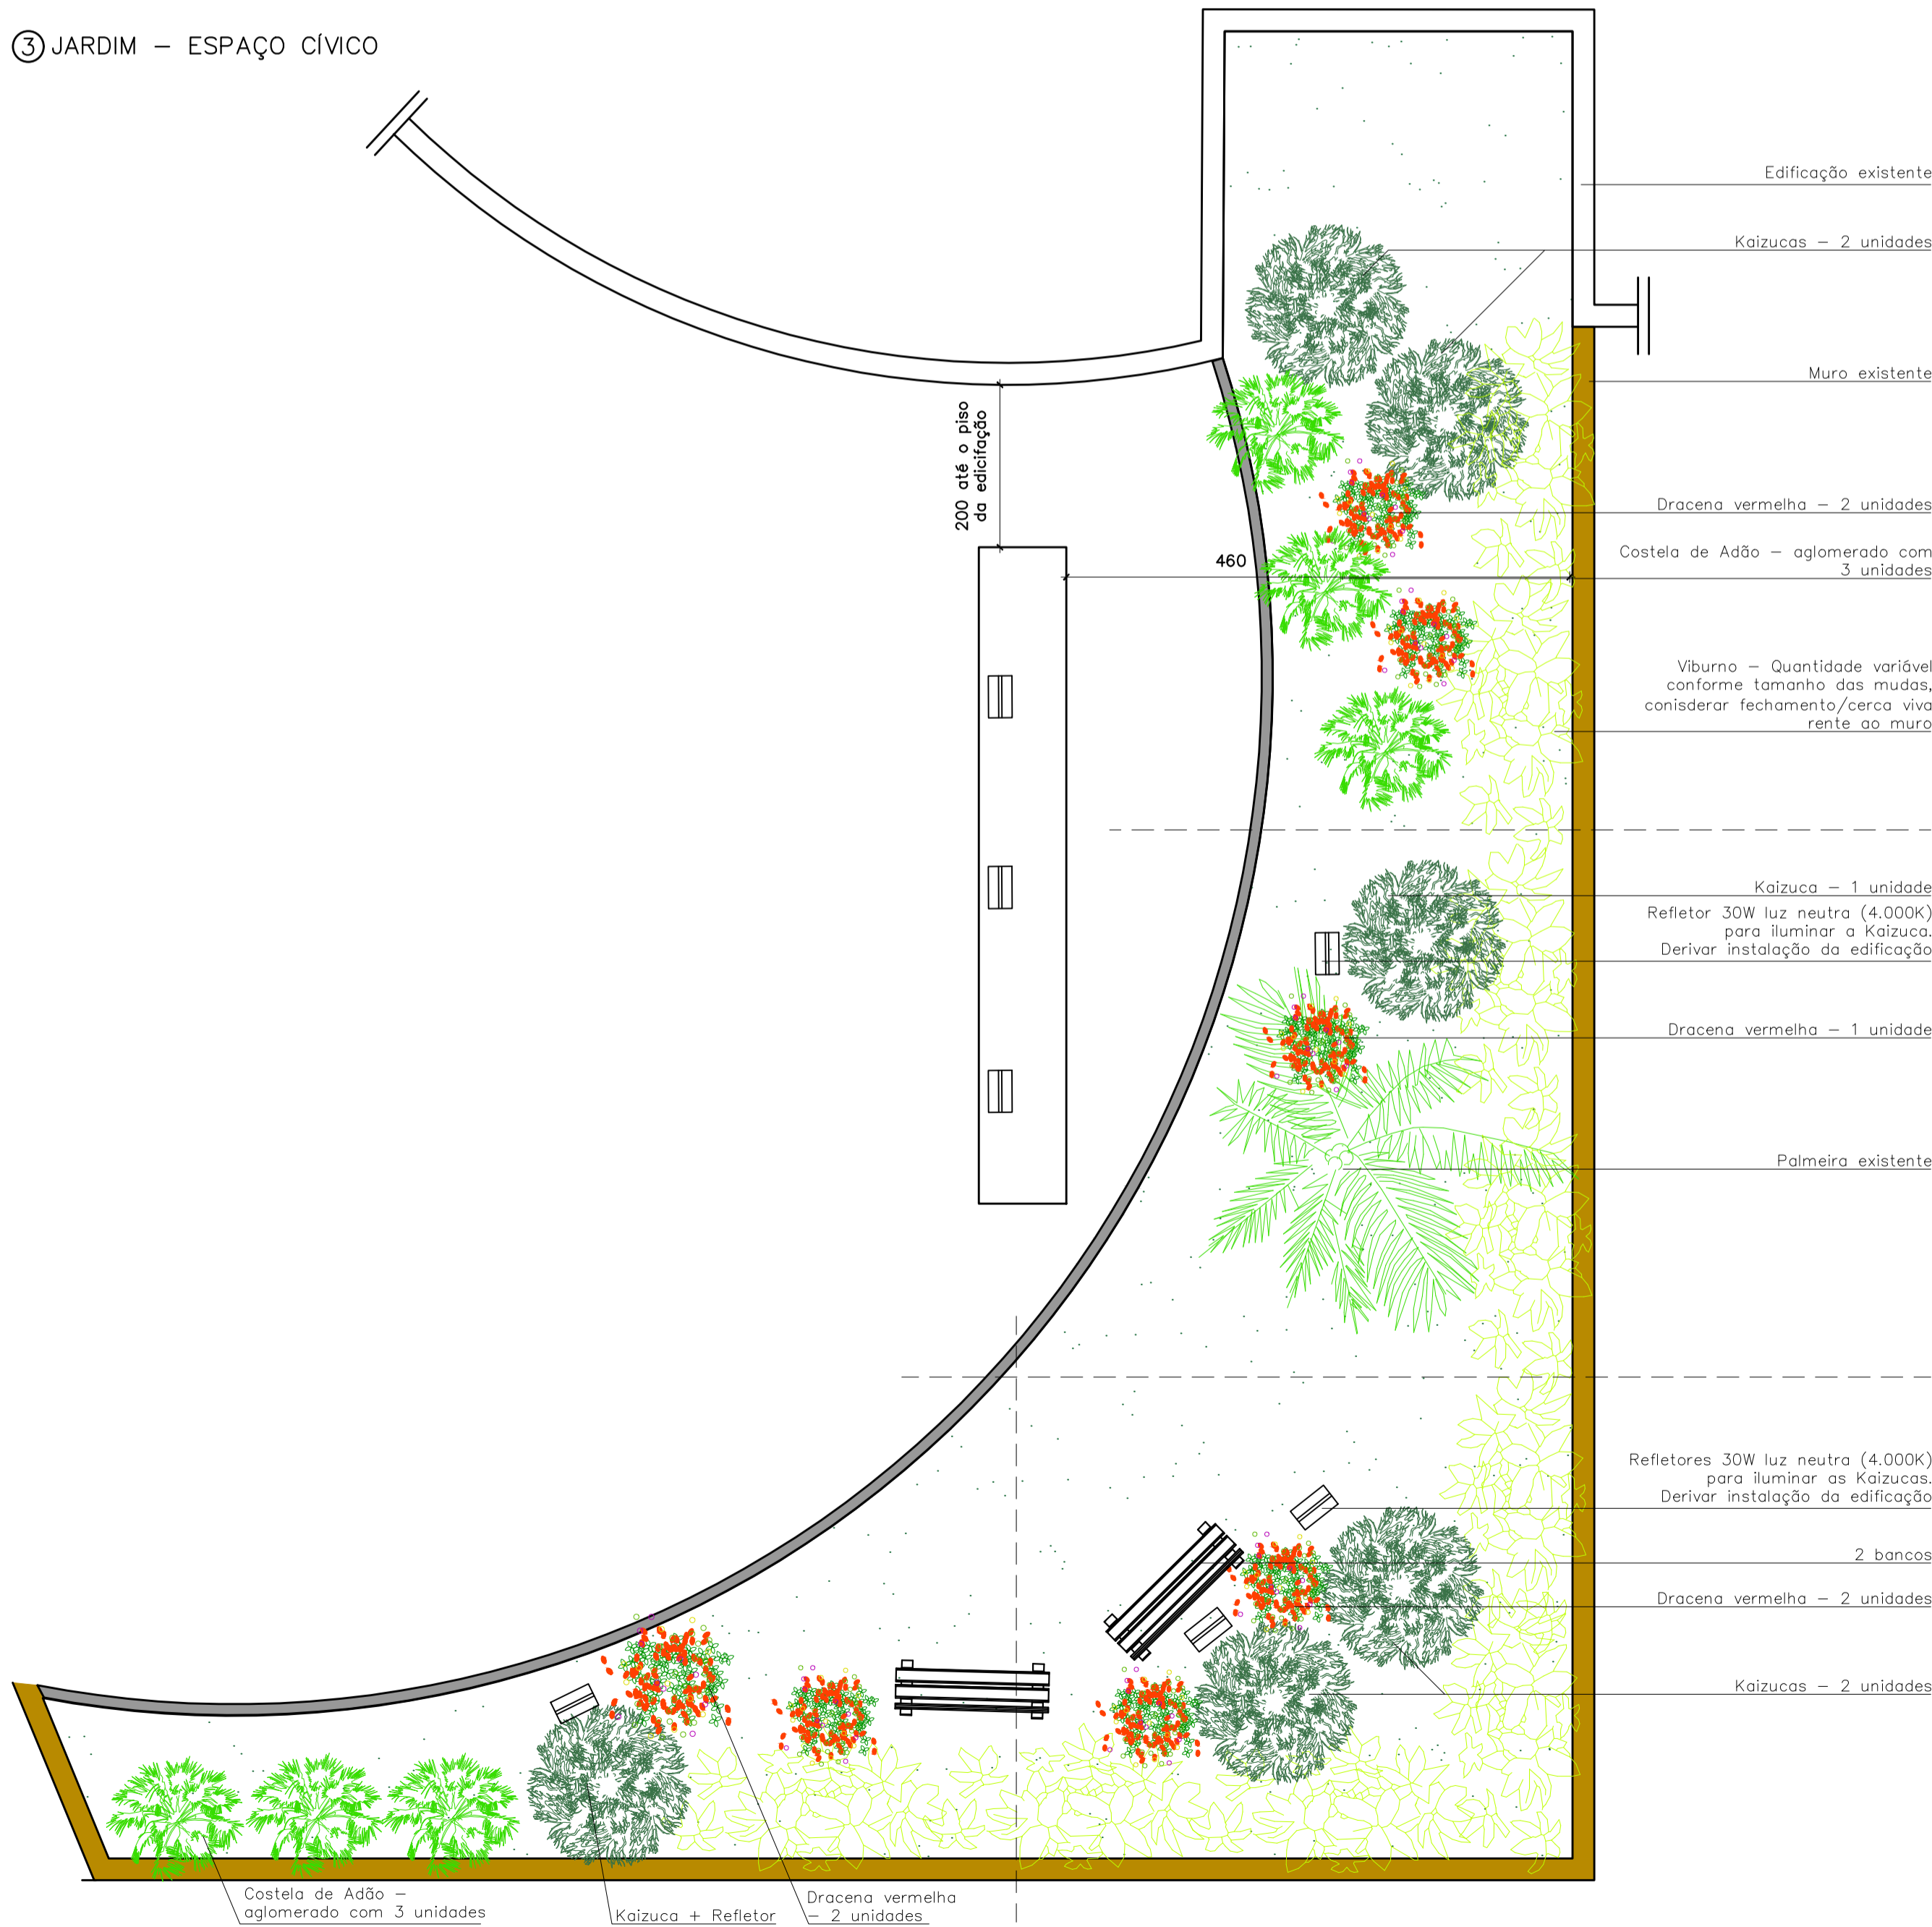 3 JARDIM – ESPAÇO CÍVICO
Edificação existente
Kaizucas – 2 unidades
Muro existente
200 até o piso
da edicifação
Dracena vermelha – 2 unidades
460
Costela de Adão – aglomerado com
3 unidades
Viburno – Quantidade variável
conforme tamanho das mudas,
conisderar fechamento/cerca viva
rente ao muro
Kaizuca – 1 unidade
Refletor 30W luz neutra (4.000K)
para iluminar a Kaizuca.
Derivar instalação da edificação
Dracena vermelha – 1 unidade
Palmeira existente
Refletores 30W luz neutra (4.000K)
para iluminar as Kaizucas.
Derivar instalação da edificação
2 bancos
Dracena vermelha – 2 unidades
Kaizucas – 2 unidades
Costela de Adão –
aglomerado com 3 unidades
Kaizuca + Refletor
Dracena vermelha
– 2 unidades